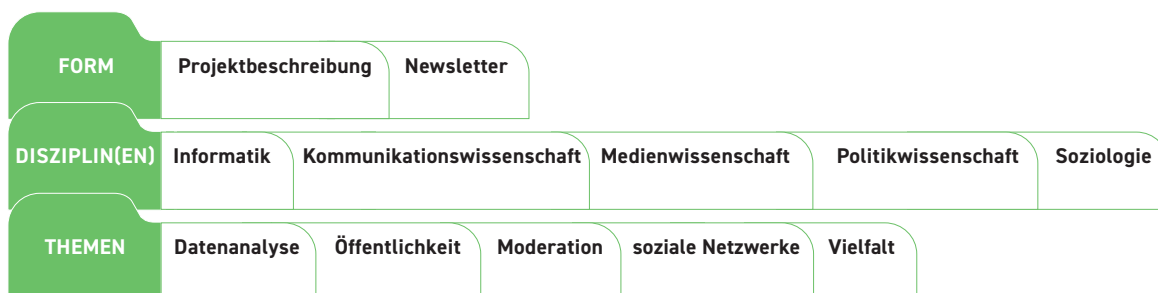 FORM Projektbeschreibung Newsletter
DISZIPLIN(EN) Informatik Kommunikationswissenschaft Medienwissenschaft Politikwissenschaft Soziologie
THEMEN Datenanalyse Öffentlichkeit Moderation soziale Netzwerke Vielfalt